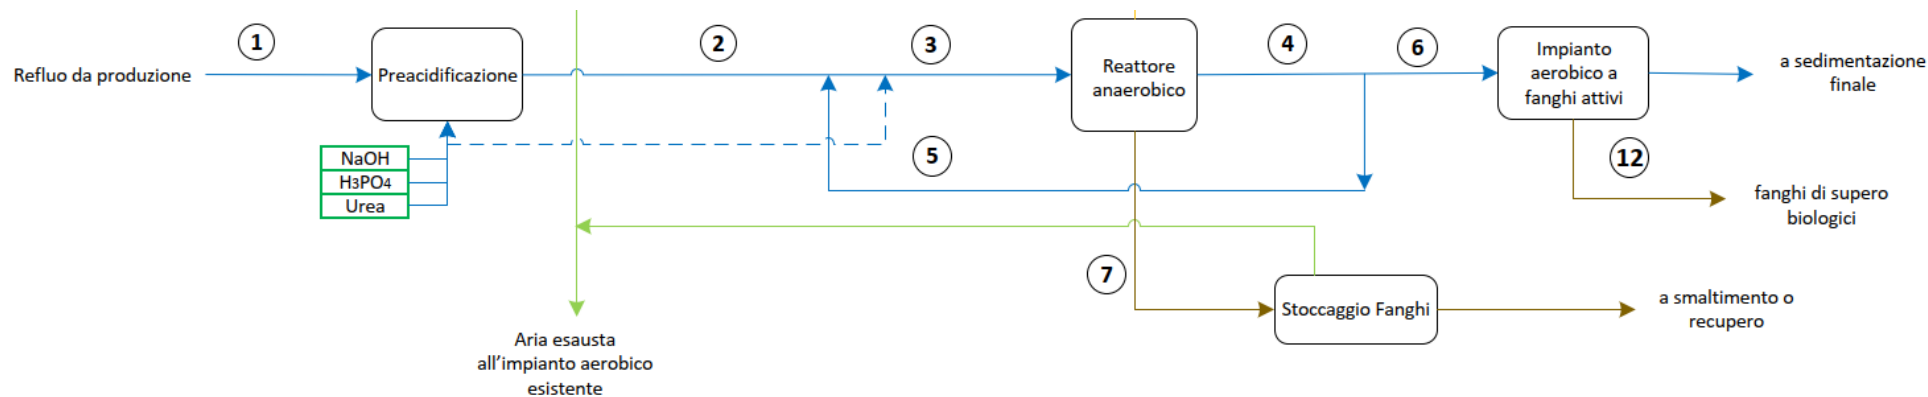 1
2
3
4
6
Refluo da produzione
Preacidificazione
Reattore
anaerobico
Impianto
aerobico a
fanghi attivi
a sedimentazione
finale
NaOH
H3PO4
Urea
5
12
fanghi di supero
biologici
7
Stoccaggio Fanghi
a smaltimento o
recupero
Aria esausta
all'impianto aerobico
esistente